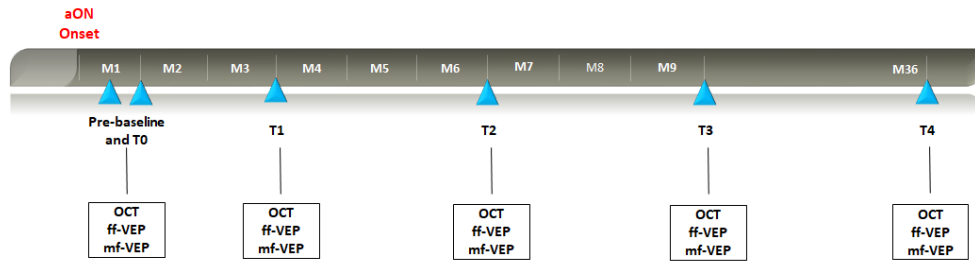 aON
Onset
M1 M2 M3 M4 M5 M6 M7 M8 M9 M36
Pre-baseline
and T0
T1
T2
T3
T4
OCT
ff-VEP
mf-VEP
OCT
ff-VEP
mf-VEP
OCT
ff-VEP
mf-VEP
OCT
ff-VEP
mf-VEP
OCT
ff-VEP
mf-VEP